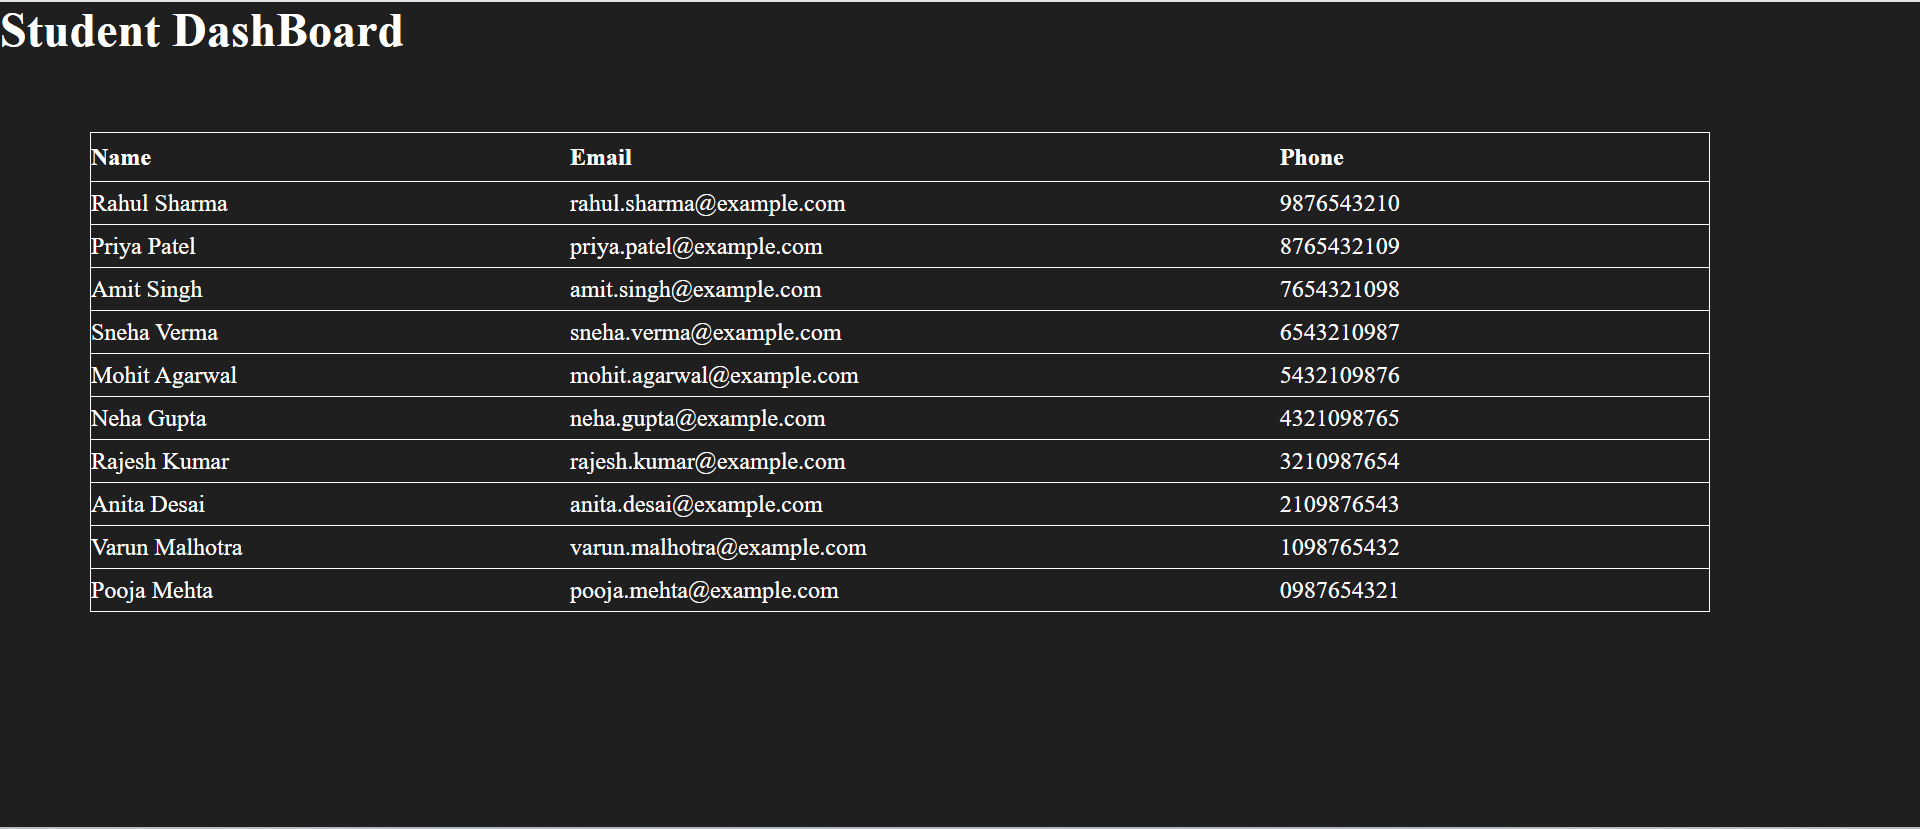 Student DashBoard
Name Email Phone
Rahul Sharma rahul.sharma@example.com 9876543210
Priya Patel priya.patel@example.com 8765432109
Amit Singh amit.singh@example.com 7654321098
Sneha Verma sneha.verma@example.com 6543210987
Mohit Agarwal mohit.agarwal@example.com 5432109876
Neha Gupta neha.gupta@example.com 4321098765
Rajesh Kumar rajesh.kumar@example.com 3210987654
Anita Desai anita.desai@example.com 2109876543
Varun Malhotra varun.malhotra@example.com 1098765432
Pooja Mehta pooja.mehta@example.com 0987654321